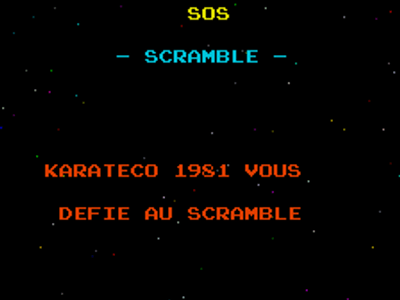 SOS
- SCRAMBLE -
KARATECO 1981 VOUS
DEFIE AU SCRAMBLE